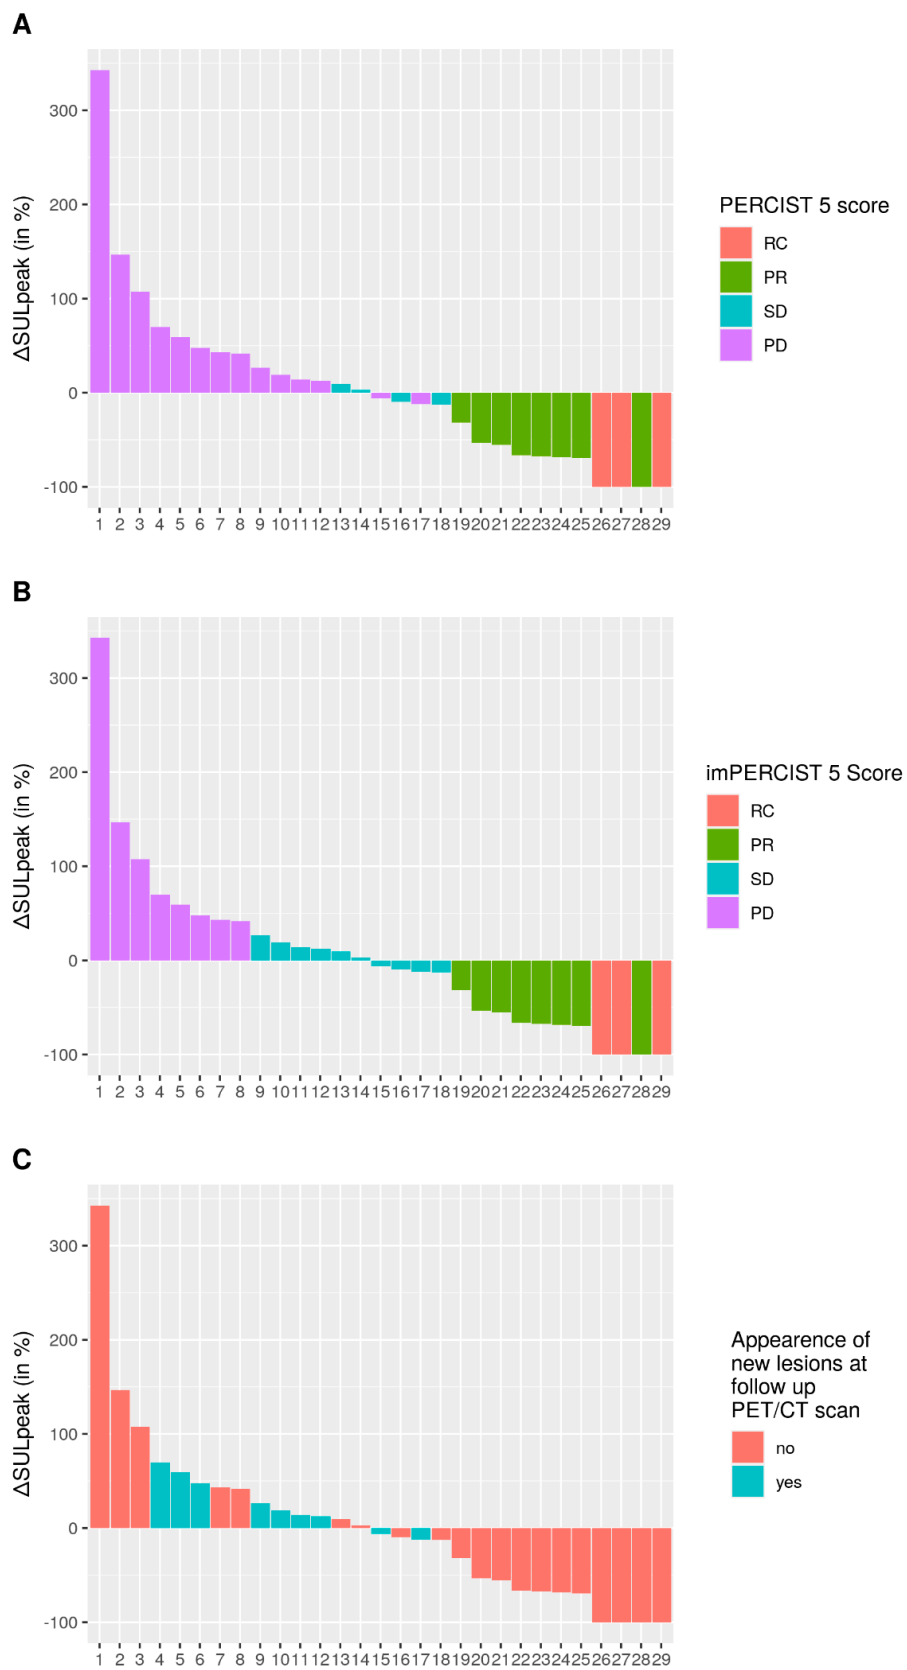 A
ΔSULpeak (in %)
300
200
100
0
-100
1 2 3 4 5 6 7 8 9 10 11 12 13 14 15 16 17 18 19 20 21 22 23 24 25 26 27 28 29
PERCIST 5 score
RC
PR
SD
PD
B
ΔSULpeak (in %)
300
200
100
0
-100
1 2 3 4 5 6 7 8 9 10 11 12 13 14 15 16 17 18 19 20 21 22 23 24 25 26 27 28 29
imPERCIST 5 Score
RC
PR
SD
PD
C
ΔSULpeak (in %)
300
200
100
0
-100
1 2 3 4 5 6 7 8 9 10 11 12 13 14 15 16 17 18 19 20 21 22 23 24 25 26 27 28 29
Appearence of
new lesions at
follow up
PET/CT scan
no
yes